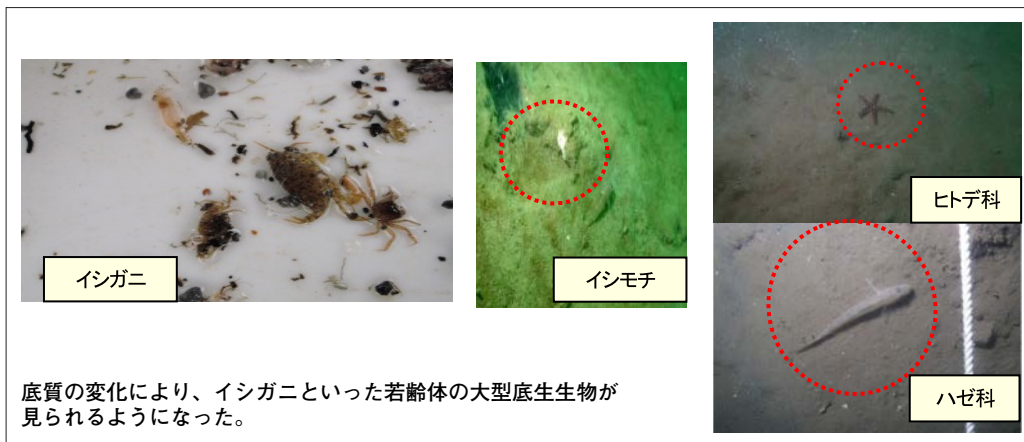 イシガニ
イシモチ
ヒトデ科
ハゼ科
底質の変化により、イシガニといった若齢体の大型底生生物が
見られるようになった。